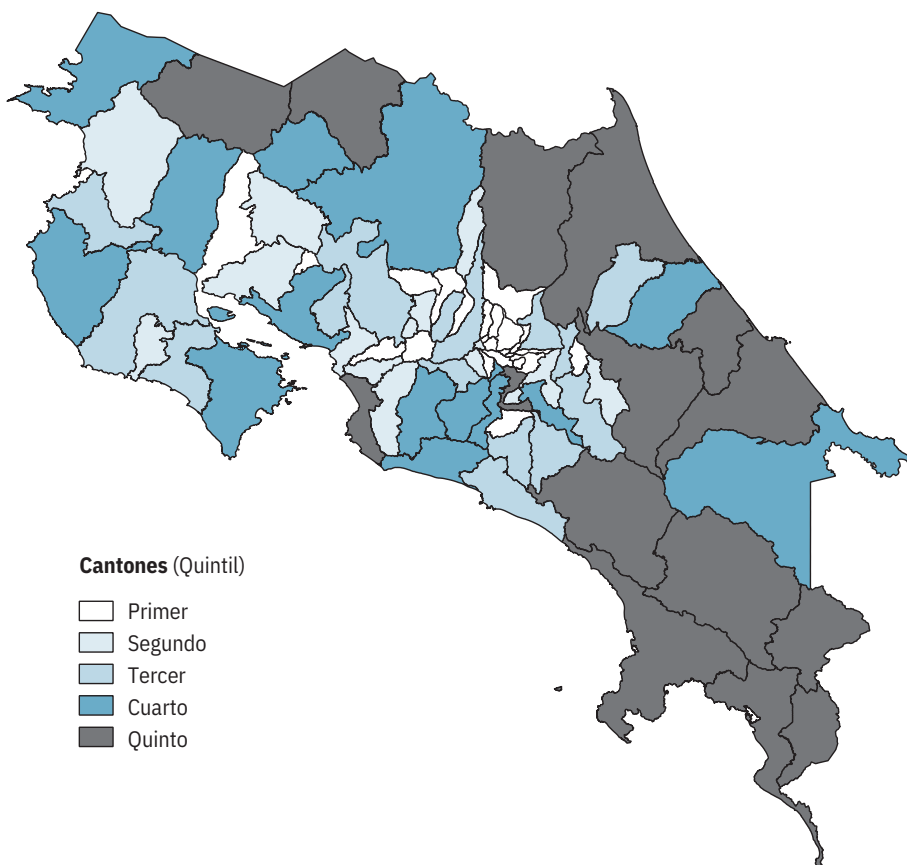 Cantones (Quintil)
Primer
Segundo
Tercer
Cuarto
Quinto